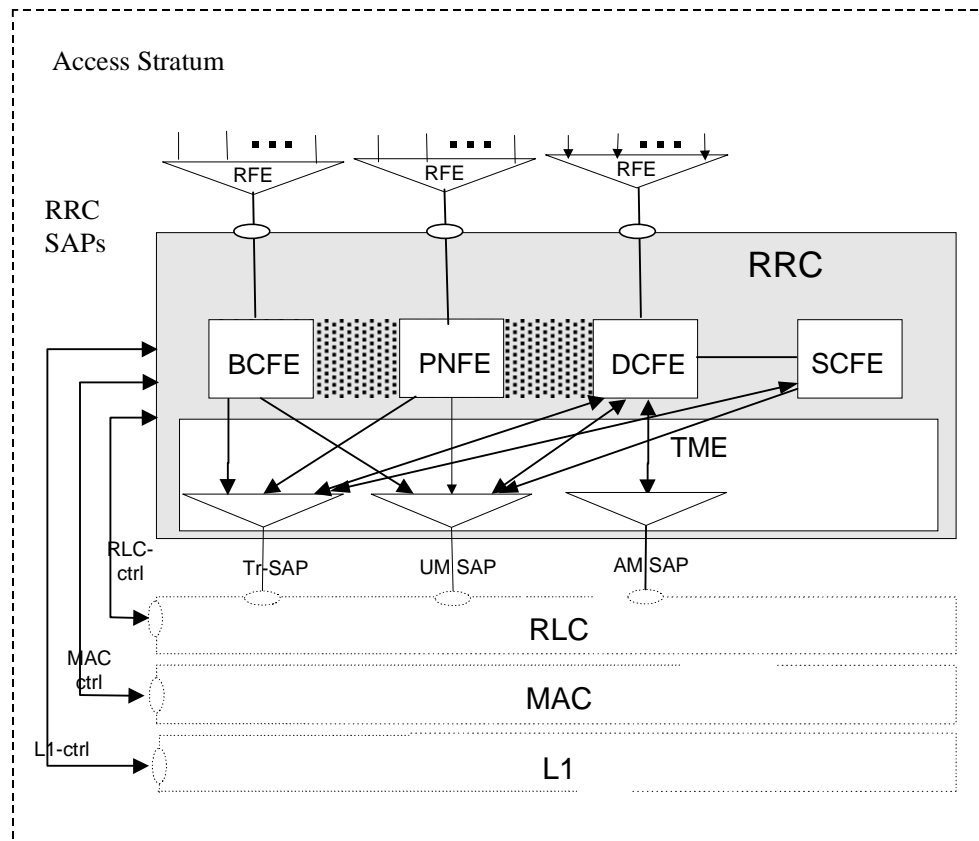 Access Stratum
RFE
RFE
RFE
RRC
SAPs
RRC
BCFE
PNFE
DCFE
SCFE
TME
RLC-
ctrl
Tr-SAP
UM SAP
AM SAP
RLC
MAC
ctrl
MAC
L1-ctrl
L1